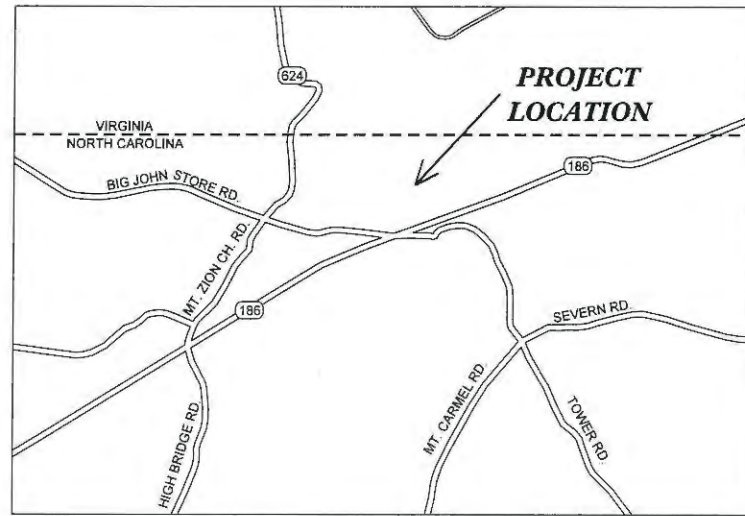 624
PROJECT
LOCATION
VIRGINIA
NORTH CAROLINA
186
BIG JOHN STORE RD.
MT. ZION CH. RD.
186
SEVERN RD.
MT. CARMEL RD.
TOWER RD.
HIGH BRIDGE RD.